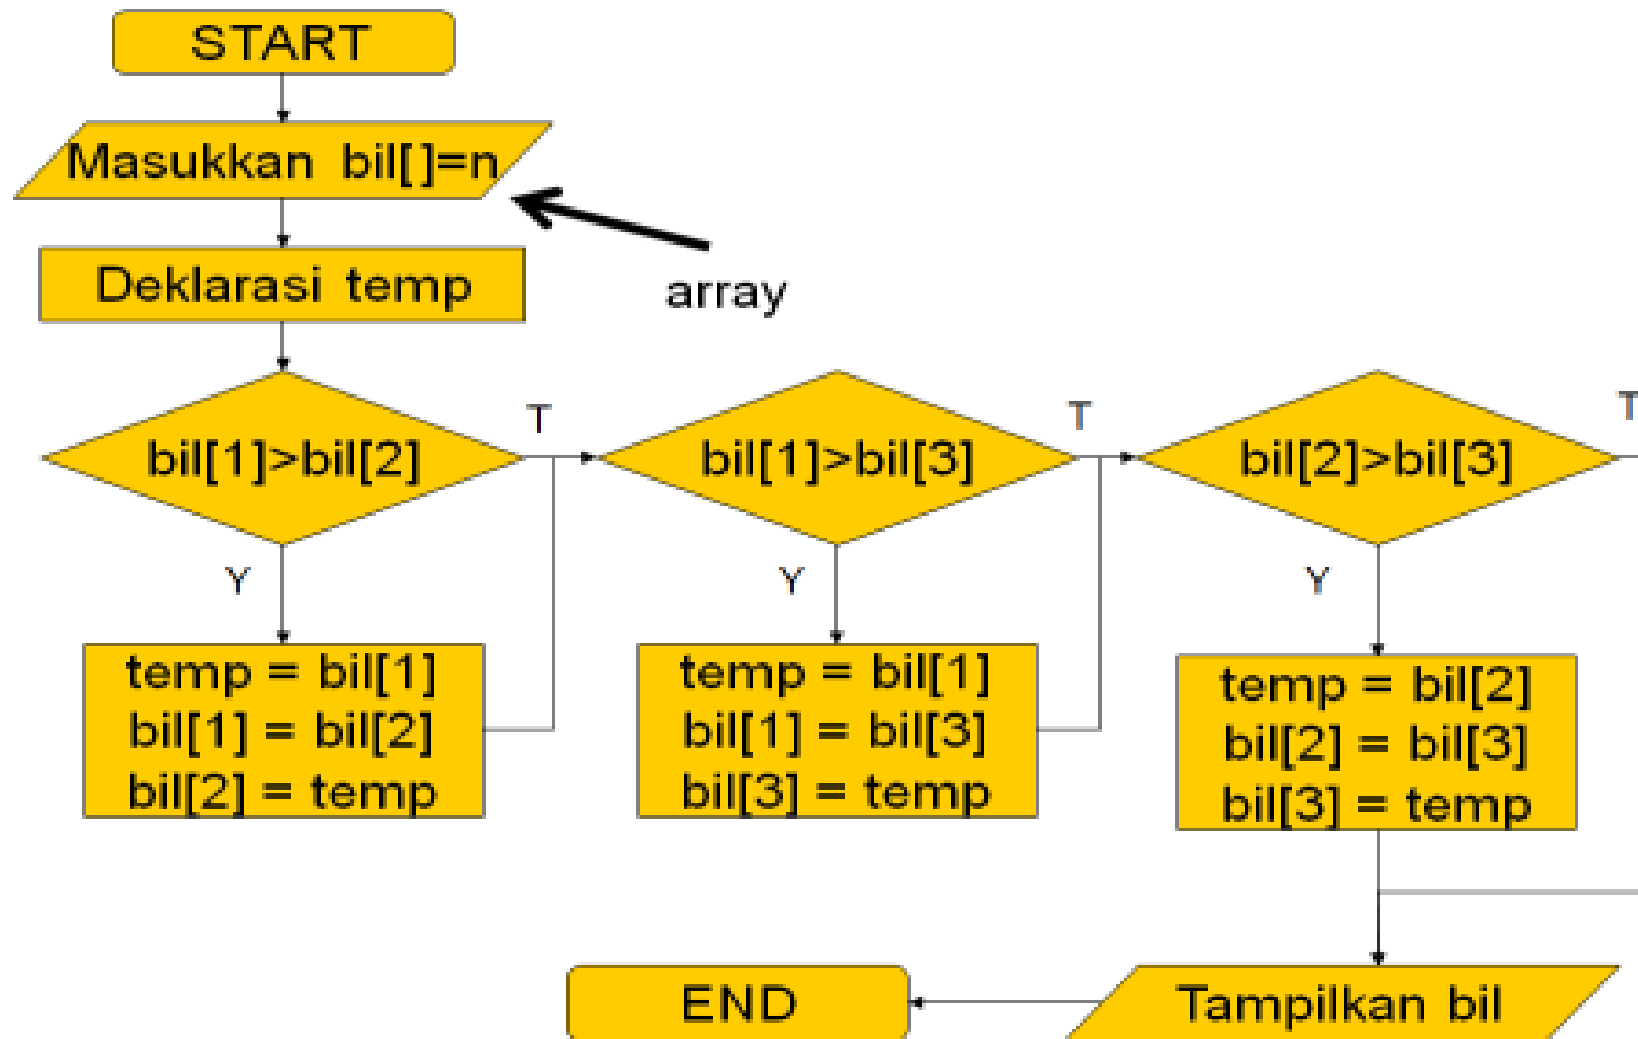 START
Masukkan bil[]=n
array
Deklarasi temp
bil[1]>bil[2]
T
Y
temp = bil[1]
bil[1] = bil[2]
bil[2] = temp
bil[1]>bil[3]
T
Y
temp = bil[1]
bil[1] = bil[3]
bil[3] = temp
bil[2]>bil[3]
T
Y
temp = bil[2]
bil[2] = bil[3]
bil[3] = temp
Tampilkan bil
END